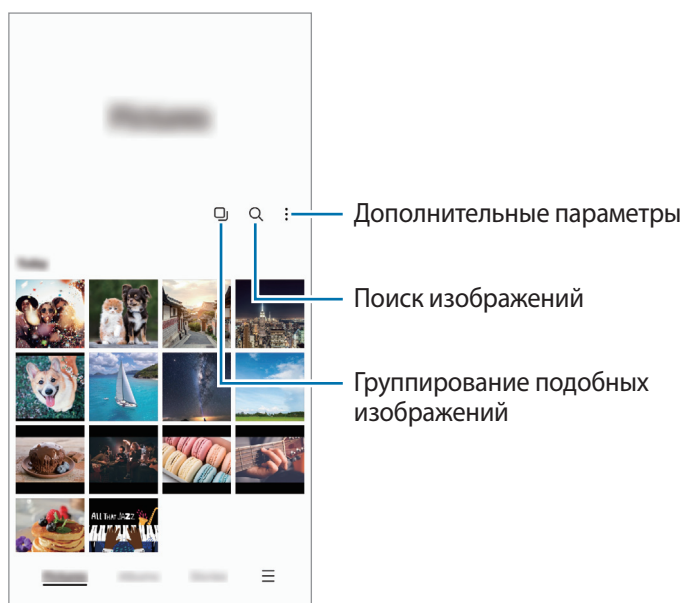 Дополнительные параметры
Поиск изображений
Группирование подобных
изображений
ALL THAT JAZZ